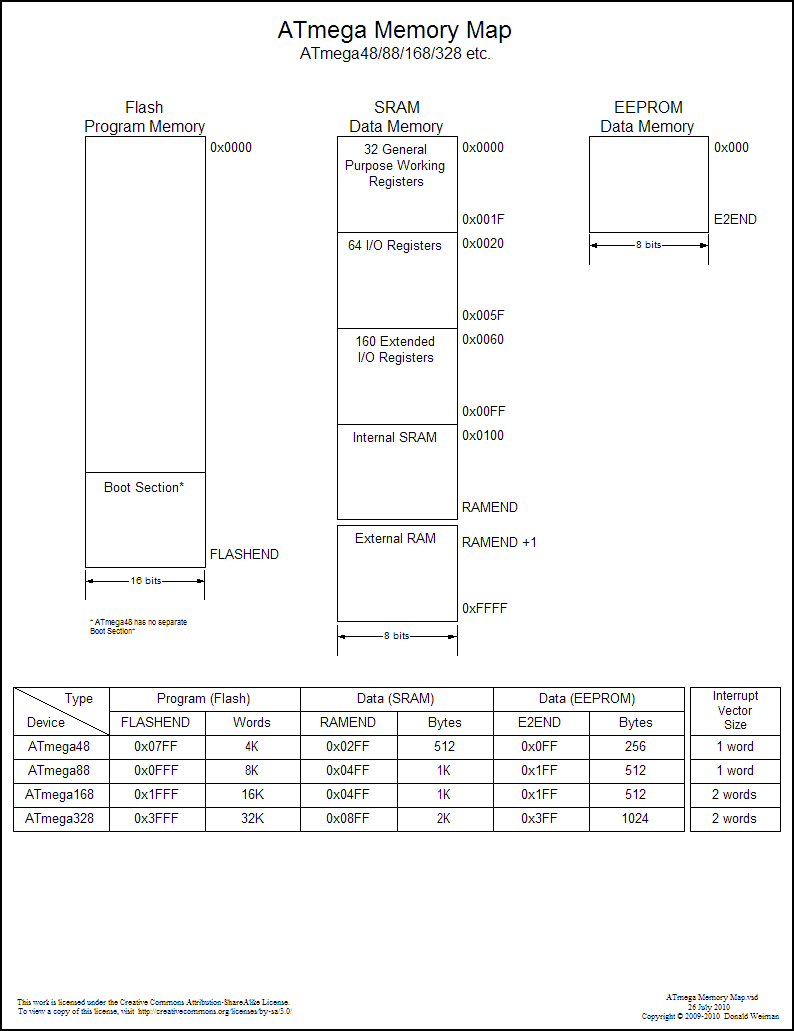 ATmega Memory Map
ATmega48/88/168/328 etc.
Flash
Program Memory
0x0000
Boot Section*
FLASHEND
16 bits
* ATmega48 has no separate
Boot Section"
SRAM
Data Memory
32 General
Purpose Working
Registers
0x0000
0x001F
64 I/O Registers
0x0020
0x005F
160 Extended
I/O Registers
0x0060
0x00FF
Internal SRAM
0x0100
RAMEND
External RAM
RAMEND +1
0xFFFF
8 bits
EEPROM
Data Memory
0x000
E2END
8 bits
Type Program (Flash) Data (SRAM) Data (EEPROM) Interrupt
Vector
Size
Device FLASHEND Words RAMEND Bytes E2END Bytes
ATmega48 0x07FF 4K 0x02FF 512 0x0FF 256 1 word
ATmega88 0x0FFF 8K 0x04FF 1K 0x1FF 512 1 word
ATmega168 0x1FFF 16K 0x04FF 1K 0x1FF 512 2 words
ATmega328 0x3FFF 32K 0x08FF 2K 0x3FF 1024 2 words
This work is licensed under the Creative Commons Attribution-ShareAlike License.
To view a copy of this license, visit http://creativecommons.org/licenses/by-sa/3.0/
ATmega Memory Map.vsd
26 July 2010
Copyright © 2009-2010 Donald Weiman